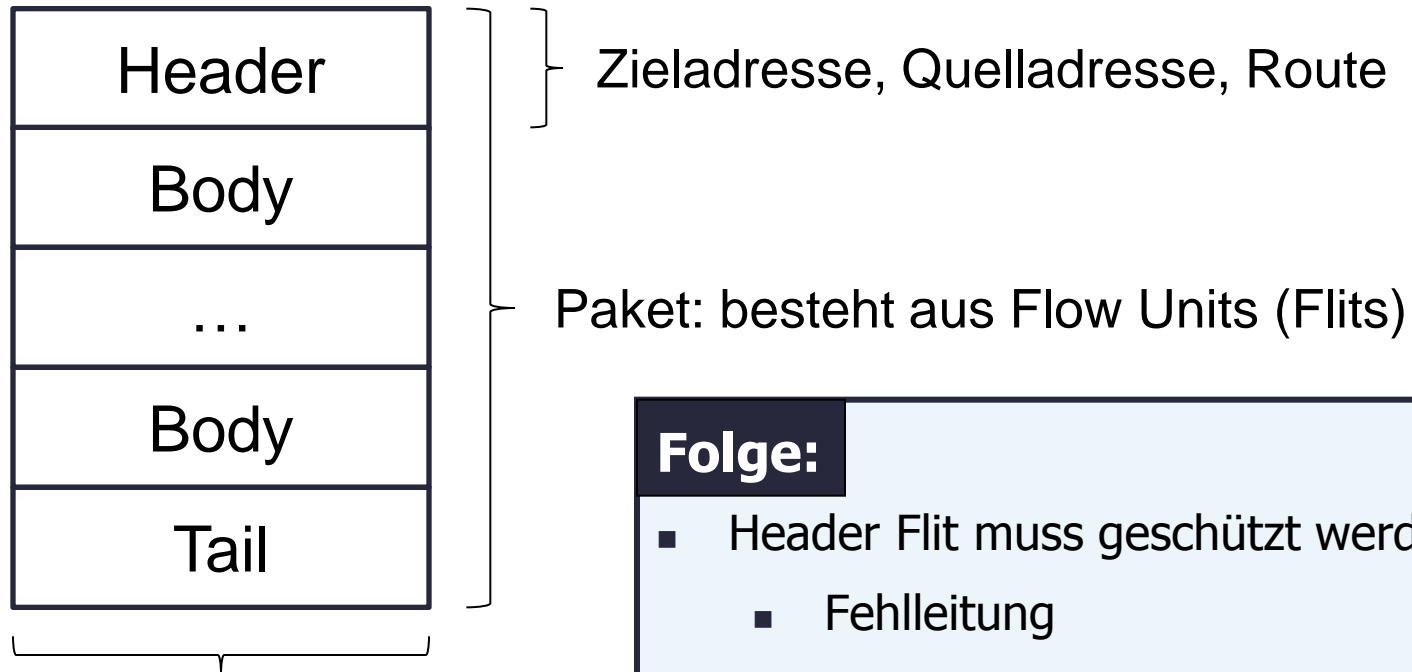 Header
Zieladresse, Quelladresse, Route
Body
…
Paket: besteht aus Flow Units (Flits)
Body
Tail
Folge:
▪ Header Flit muss geschützt werd
▪ Fehlleitung